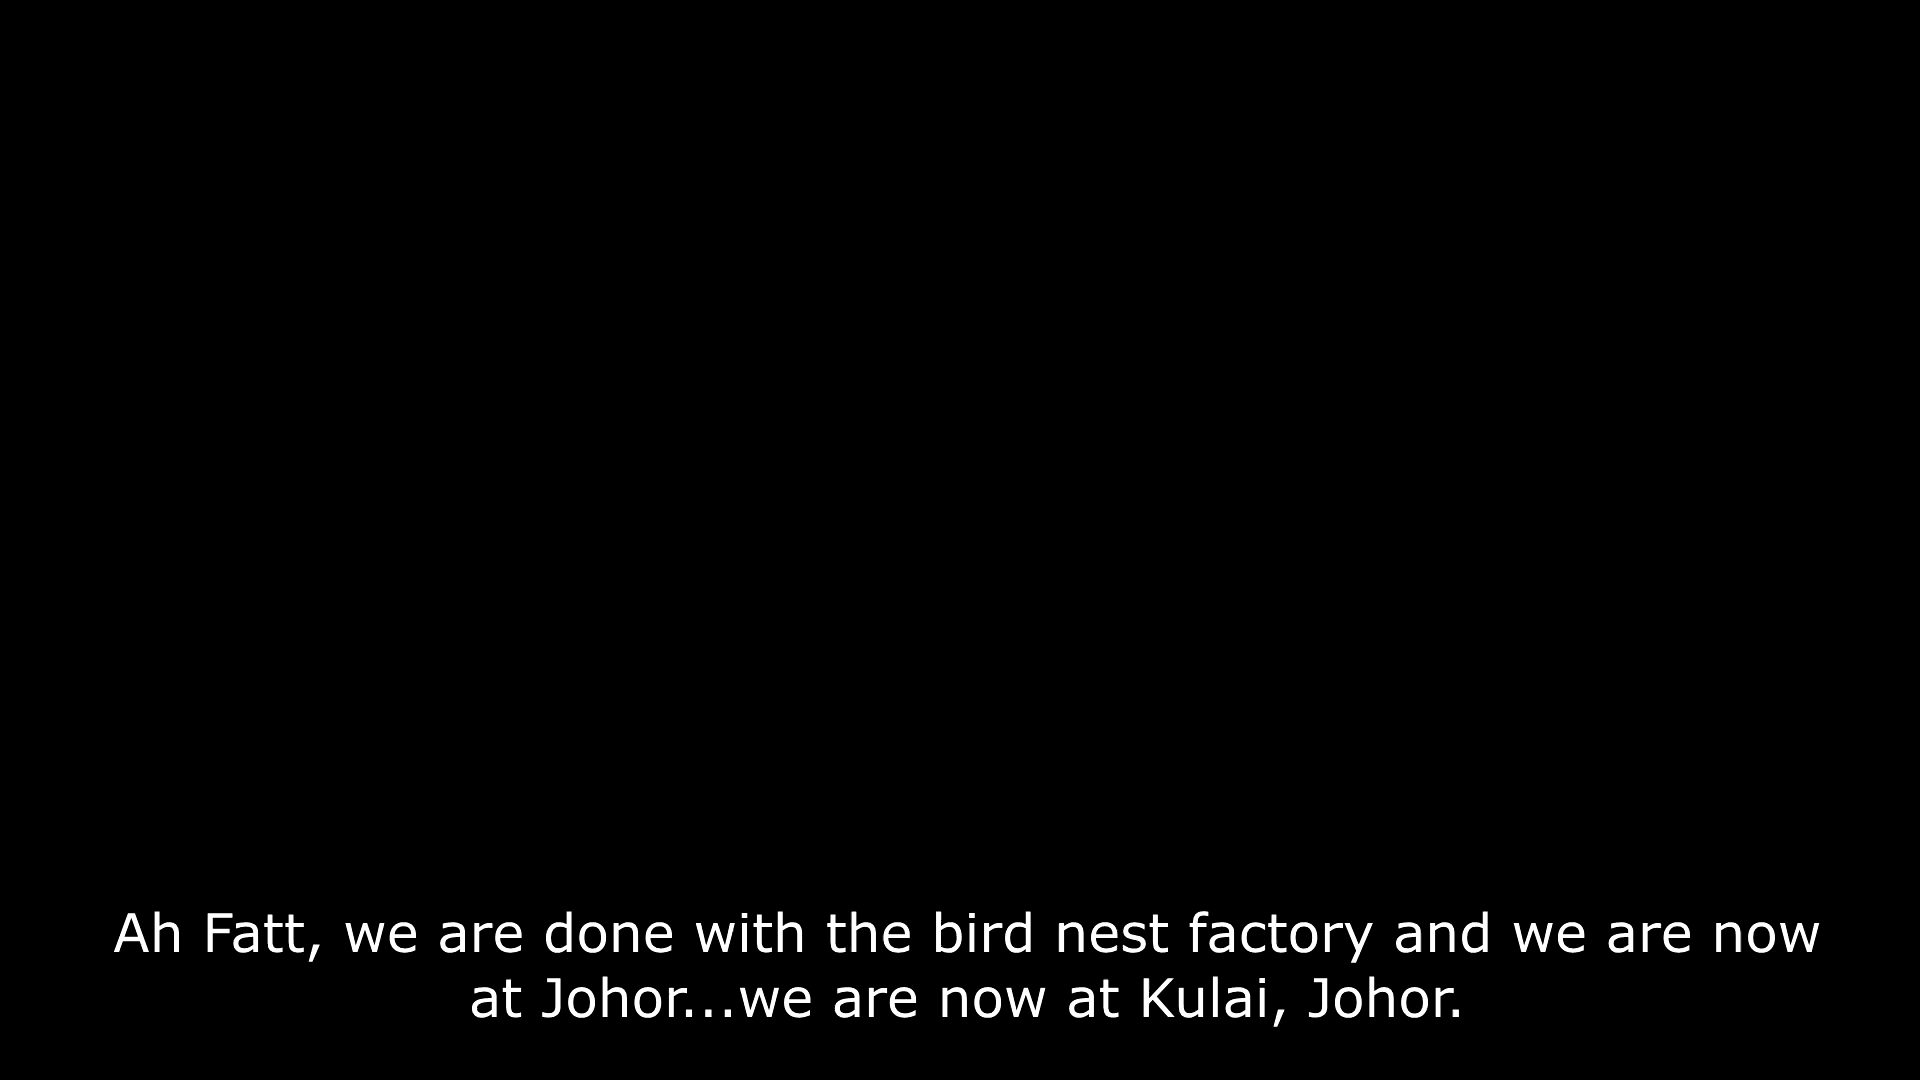 Ah Fatt, we are done with the bird nest factory and we are now
at Johor...we are now at Kulai, Johor.